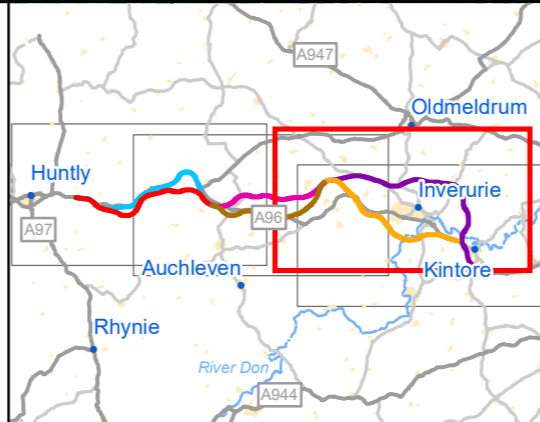 A947
Oldmeldrum
Huntly
Inverurie
A96
A97
Kintore
Auchleven
Rhynie
River Don
A944